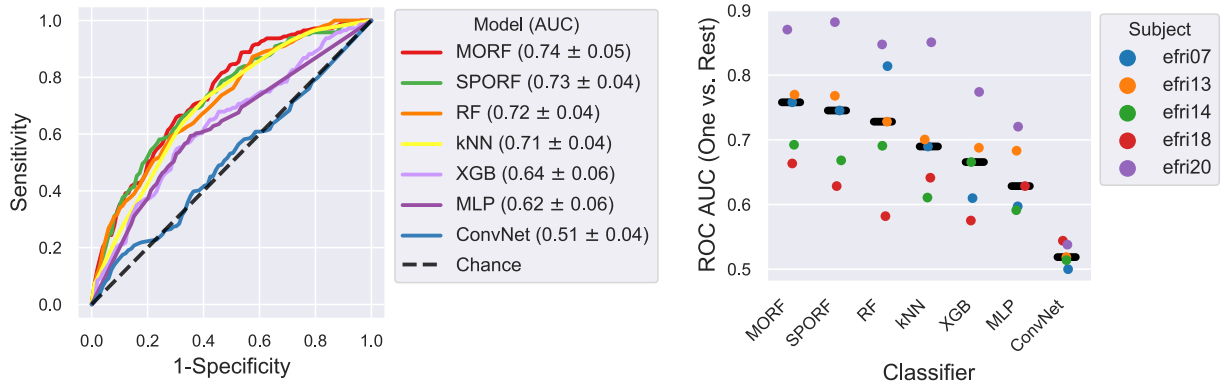 Sensitivity
1.0
0.8
0.6
0.4
0.2
0.0
0.0 0.2 0.4 0.6 0.8 1.0
1-Specificity
Model (AUC)
MORF (0.74 ± 0.05)
SPORF (0.73 ± 0.04)
RF (0.72 ± 0.04)
kNN (0.71 ± 0.04)
XGB (0.64 ± 0.06)
MLP (0.62 ± 0.06)
ConvNet (0.51 ± 0.04)
Chance
ROC AUC (One vs. Rest)
0.9
0.8
0.7
0.6
0.5
MORF
SPORF
RF
kNN
XGB
MLP
ConvNet
Classifier
Subject
efri07
efri13
efri14
efri18
efri20